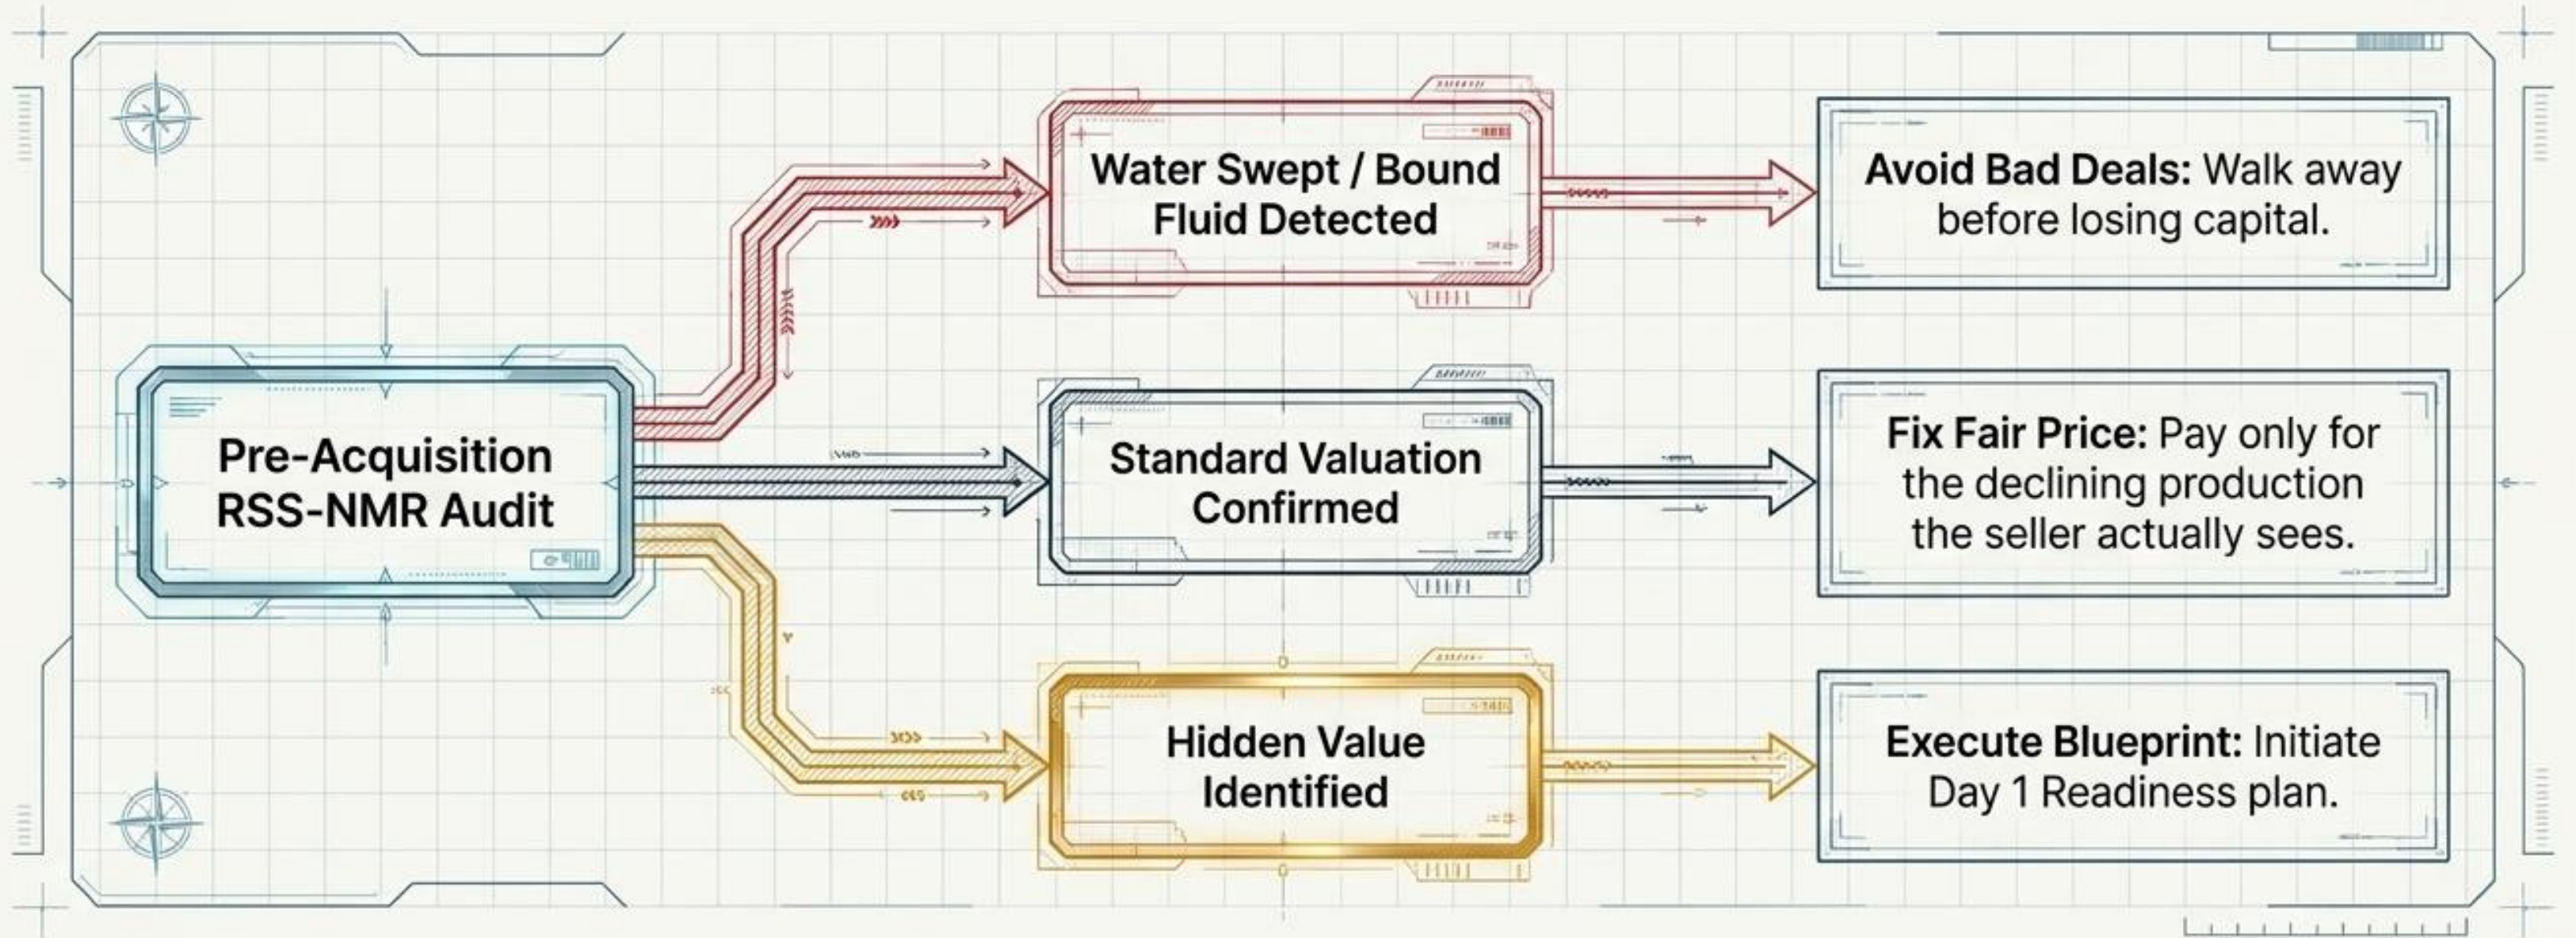 Pre-Acquisition
RSS-NMR Audit
Water Swept / Bound
Fluid Detected
Avoid Bad Deals: Walk away
before losing capital.
Standard Valuation
Confirmed
Fix Fair Price: Pay only for
the declining production
the seller actually sees.
Hidden Value
Identified
Execute Blueprint: Initiate
Day 1 Readiness plan.